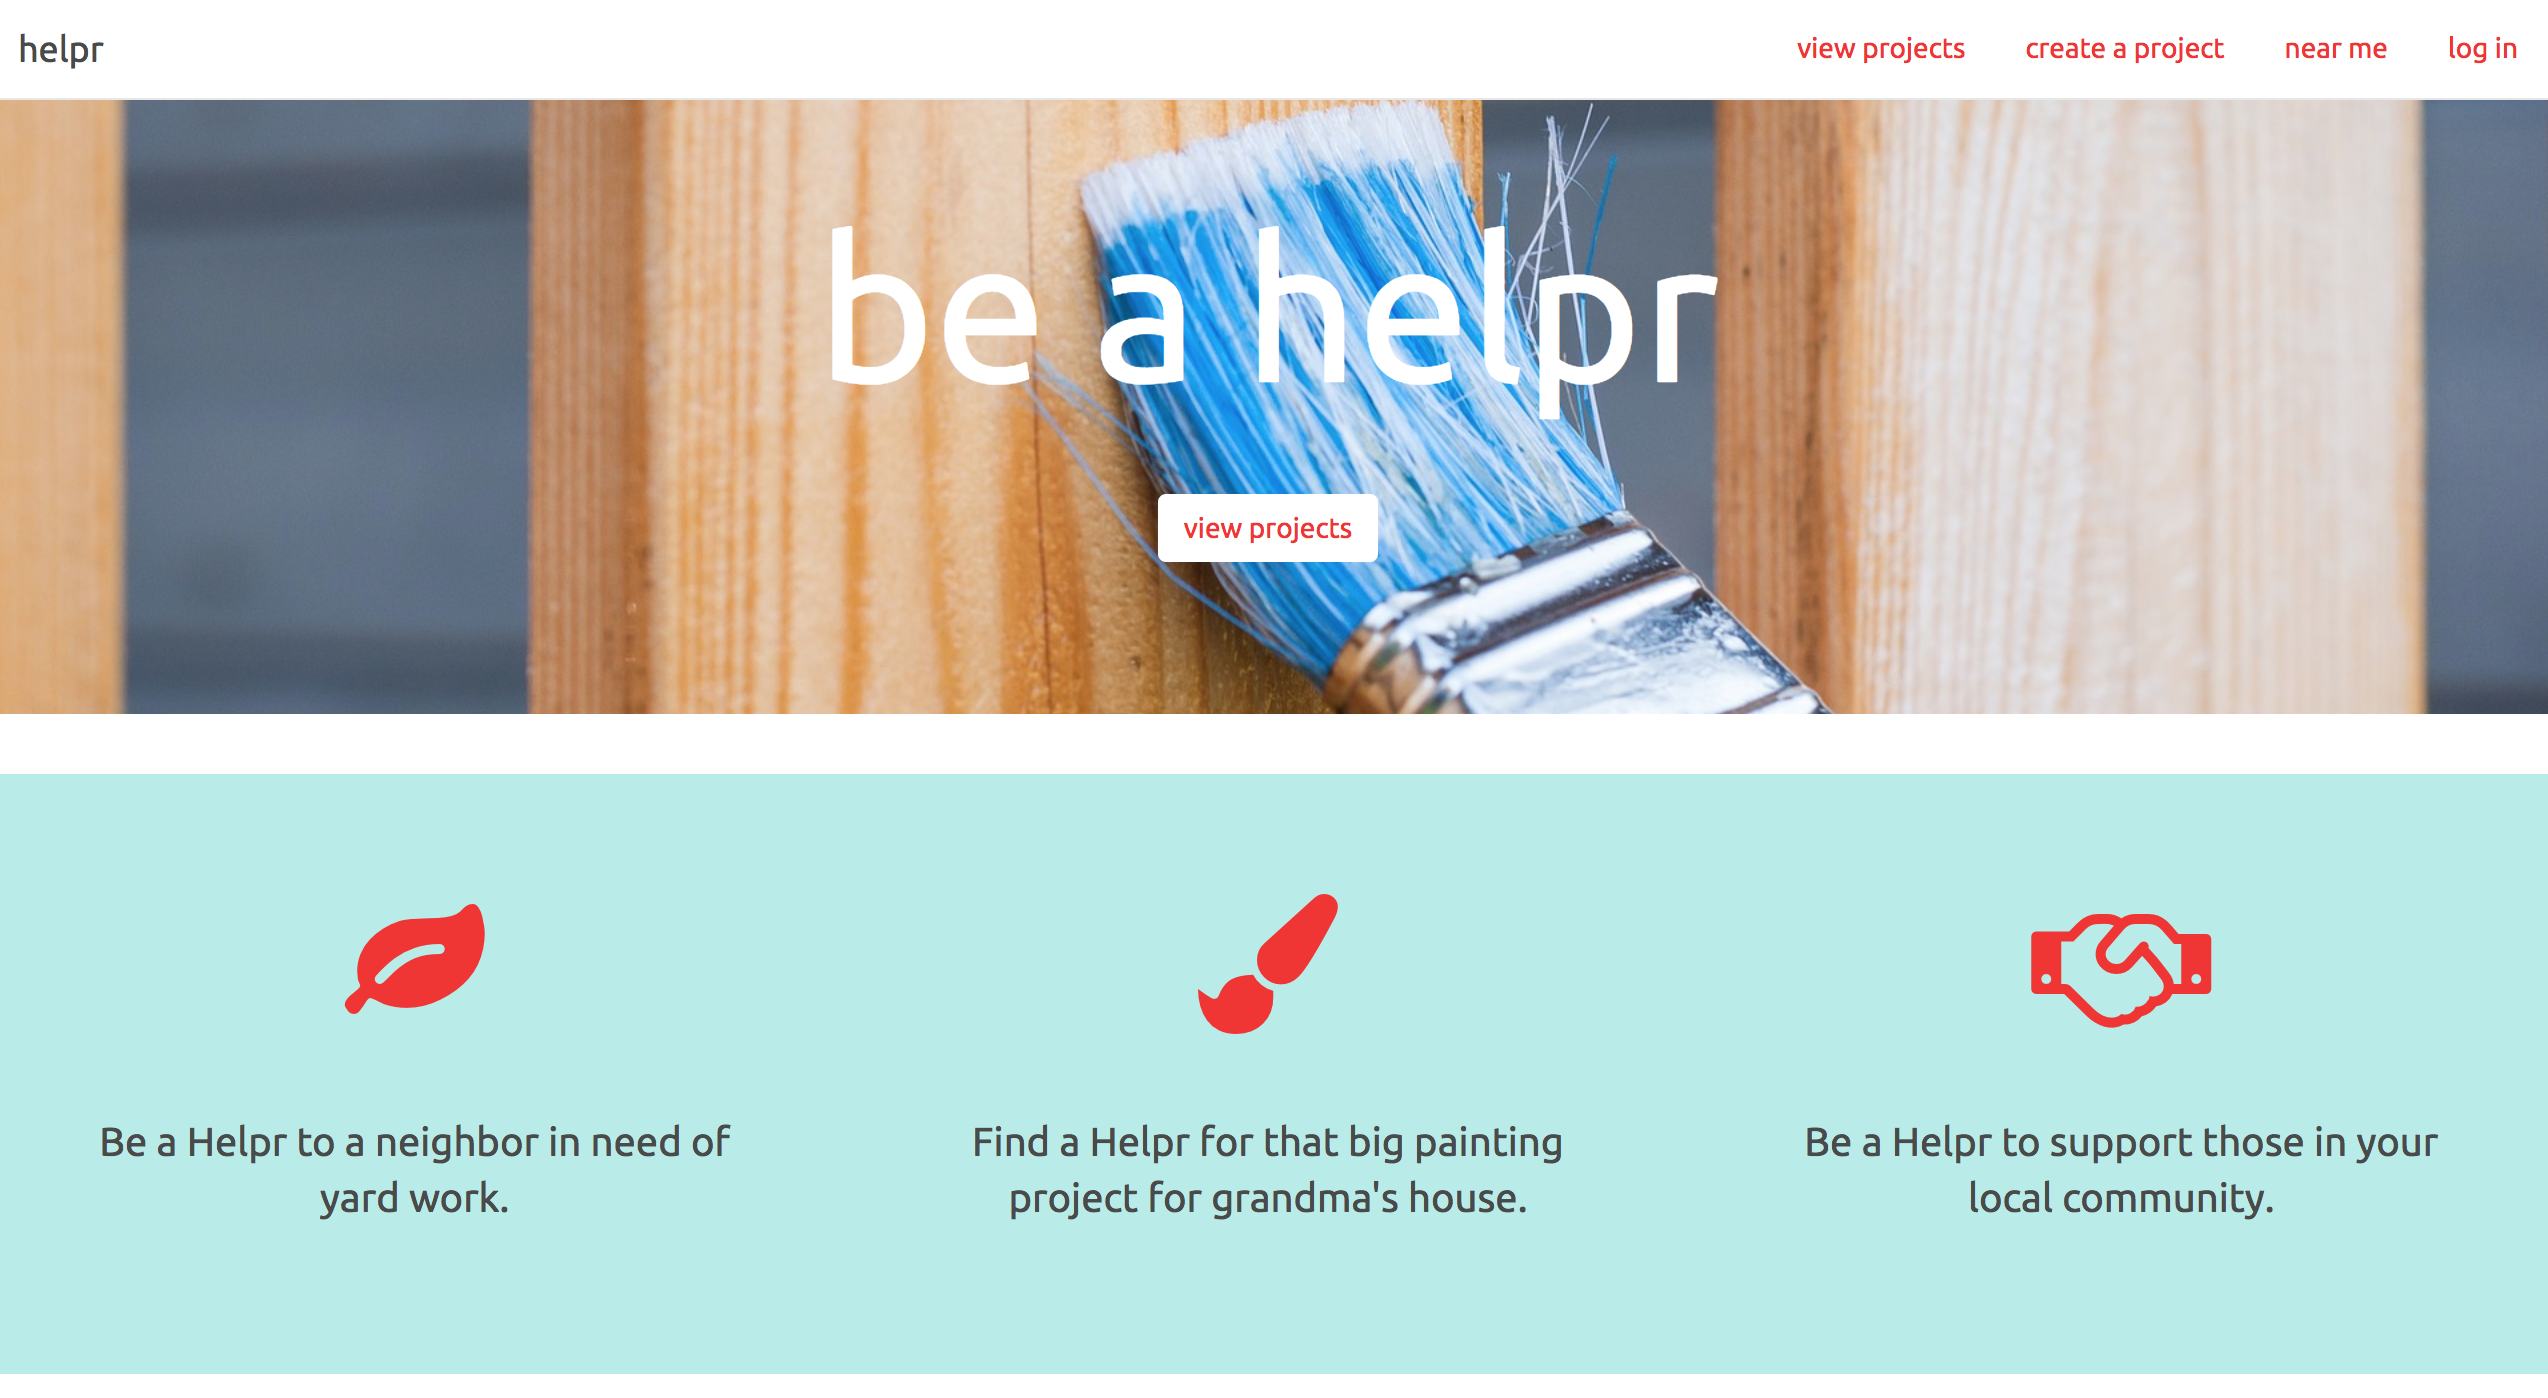 helpr
view projects
create a project
near me
log in
be a helpr
view projects
Be a Helpr to a neighbor in need of
yard work.
Find a Helpr for that big painting
project for grandma's house.
Be a Helpr to support those in your
local community.